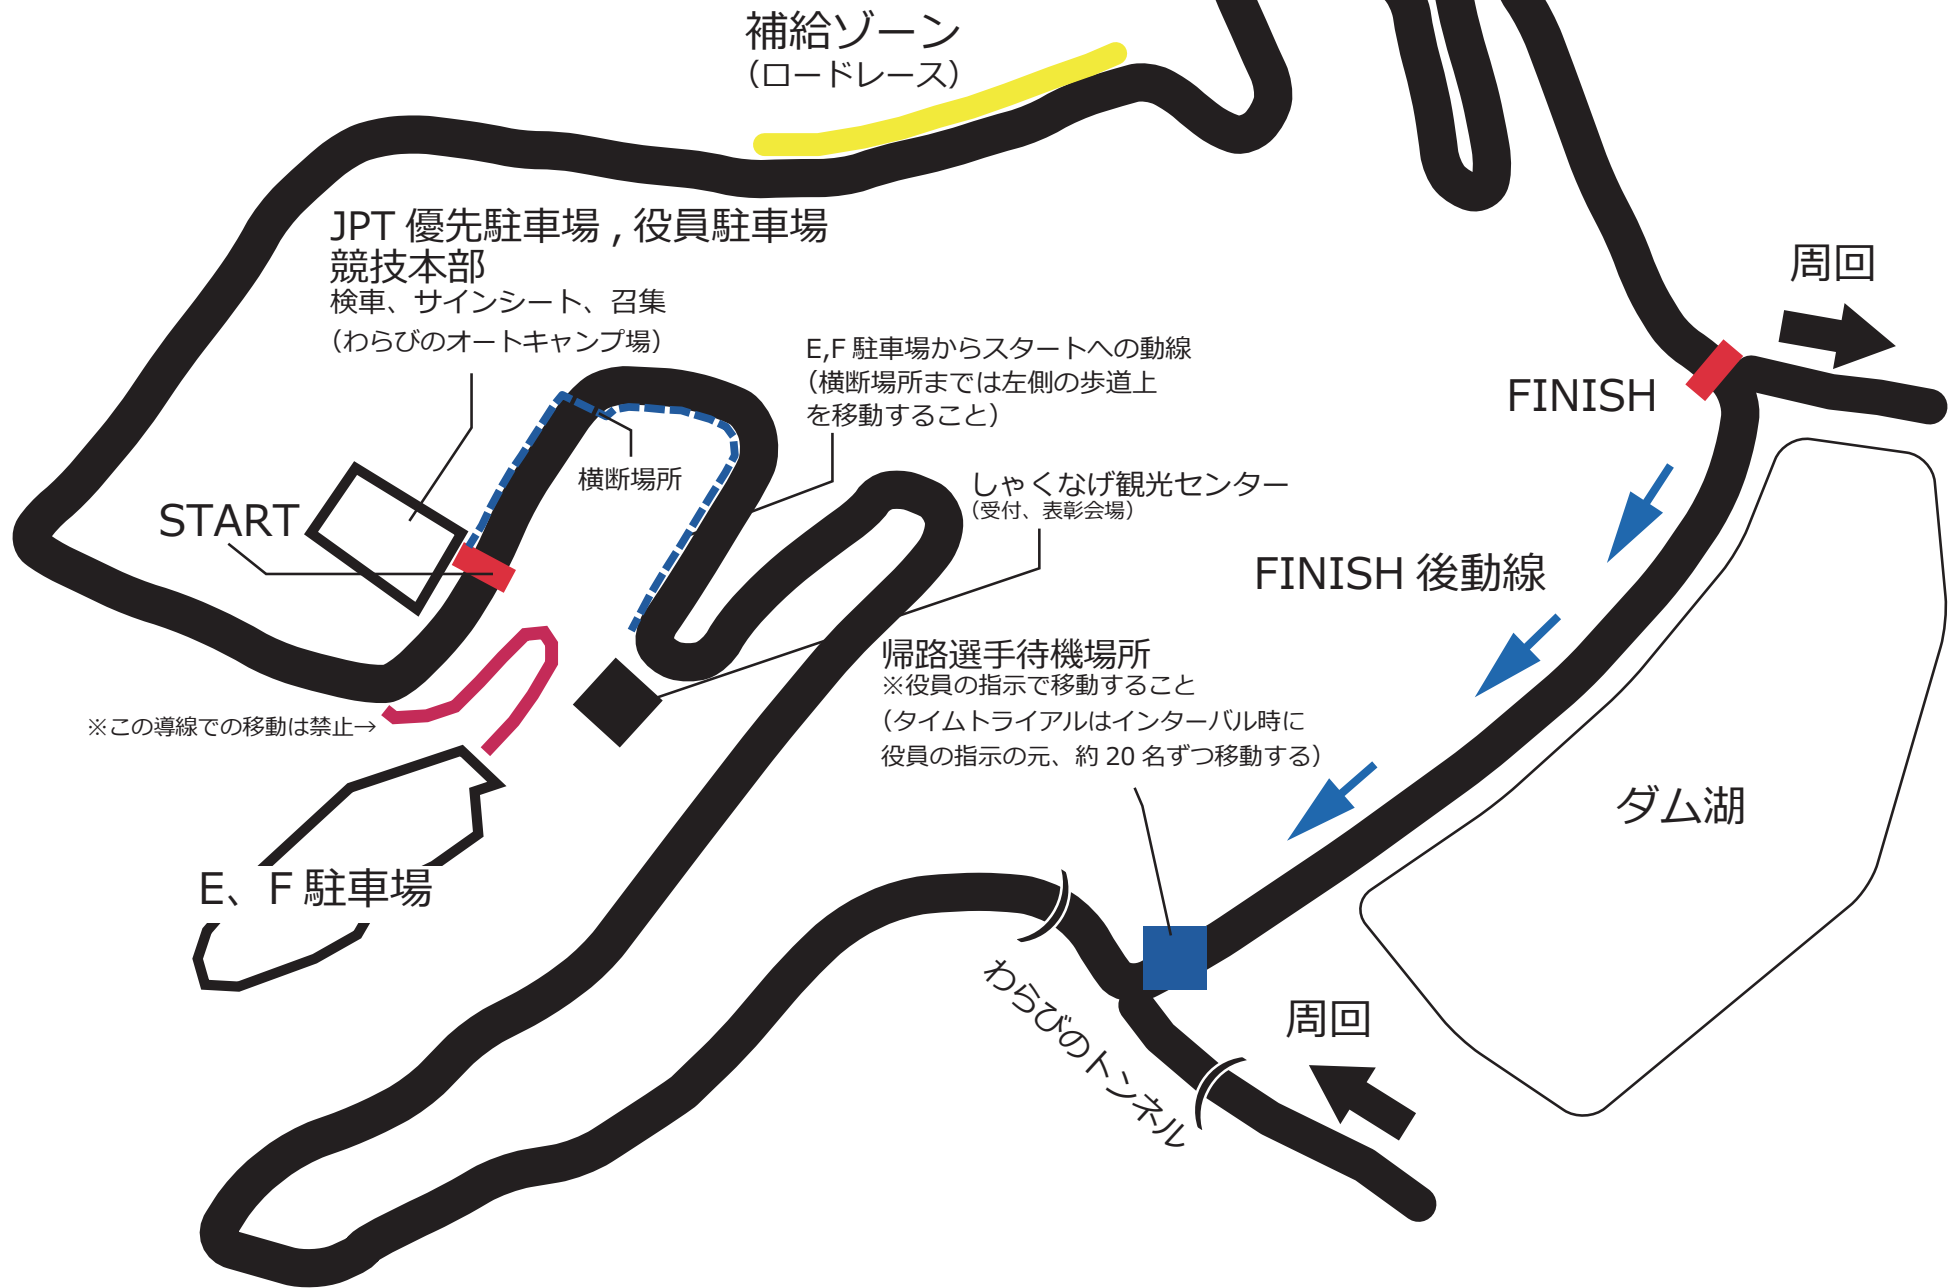 補給ゾーン
（ロードレース）
JPT 優先駐車場 , 役員駐車場
競技本部
検車、サインシート、召集
（わらびのオートキャンプ場）
周回
E,F 駐車場からスタートへの動線
（横断場所までは左側の歩道上
を移動すること）
FINISH
横断場所
しゃくなげ観光センター
（受付、表彰会場）
START
FINISH 後動線
帰路選手待機場所
※役員の指示で移動すること
（タイムトライアルはインターバル時に
役員の指示の元、約 20 名ずつ移動する）
※この導線での移動は禁止→
ダム湖
E、F 駐車場
わらびのトンネル
周回